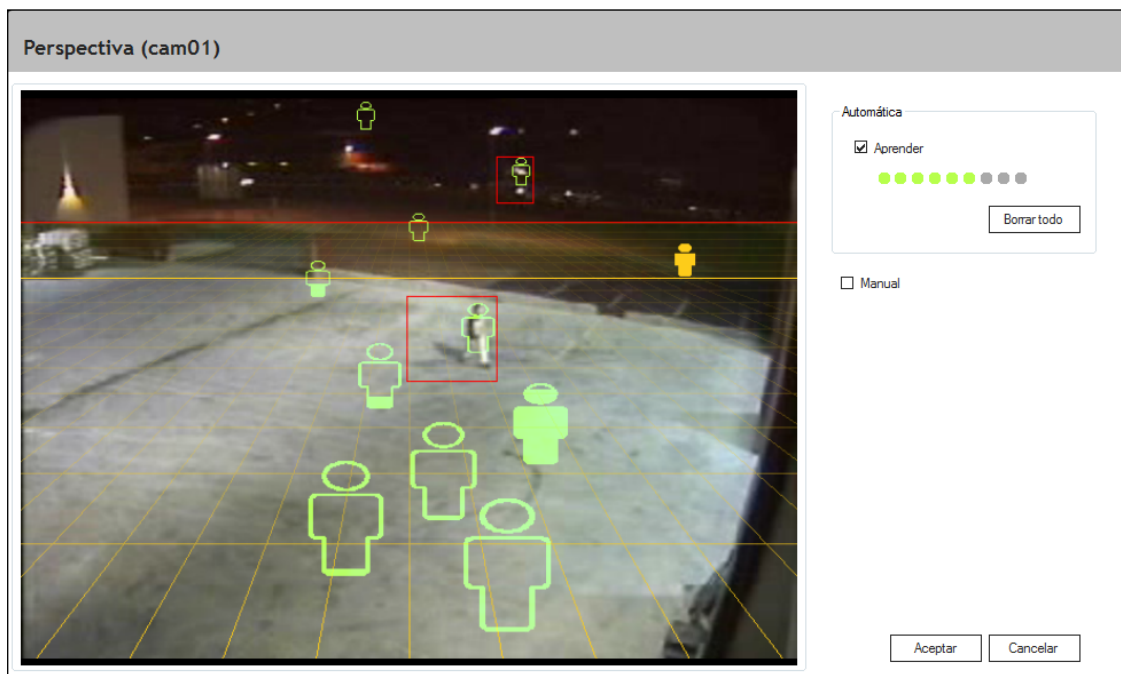 Perspectiva (cam01)
Automática
Aprender
Borrar todo
Manual
Aceptar
Cancelar